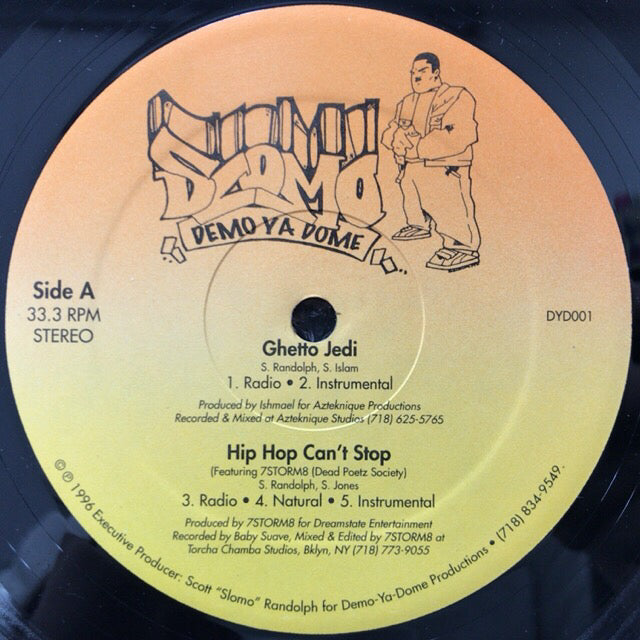 SLOMO
DEMO YA DOME
Side A
33.3 RPM
STEREO
DYD001
Ghetto Jedi
S. Randolph, S. Islam
1. Radio • 2. Instrumental
Produced by Ishmael for Azteknique Productions
Recorded & Mixed at Azteknique Studios (718) 625-5765
Hip Hop Can't Stop
(Featuring 7STORM8 (Dead Poetz Society)
S. Randolph, S. Jones
3. Radio • 4. Natural • 5. Instrumental
Produced by 7STORM8 for Dreamstate Entertainment
Recorded by Baby Suave, Mixed & Edited by 7STORM8 at
Torcha Chamba Studios, Bklyn, NY (718) 773-9055
© ℗ 1996 Executive Producer: Scott "Slomo" Randolph for Demo-Ya-Dome Productions • (718) 834-9549.